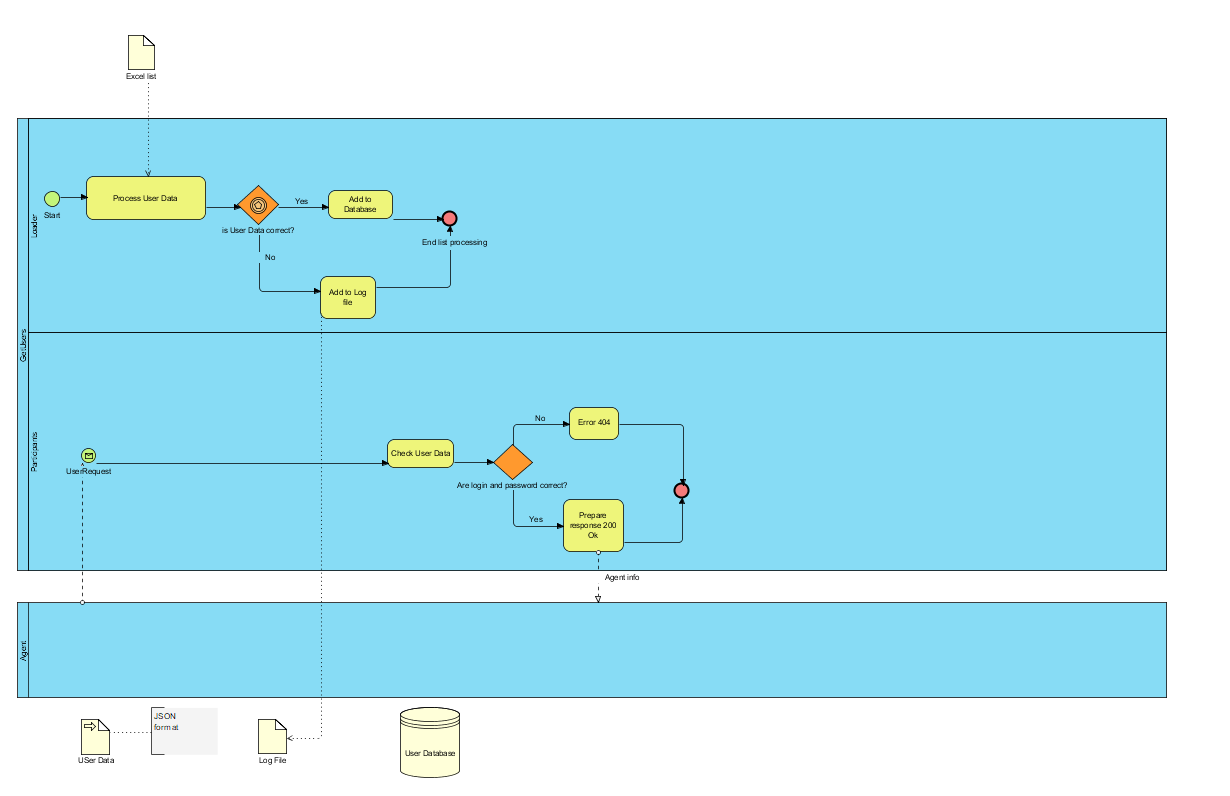 Excel list
GetUsers
Loader
Start
Process User Data
is User Data correct?
Yes
Add to
Database
No
Add to Log
file
End list processing
Participants
UserRequest
Check User Data
Are login and password correct?
No
Error 404
Yes
Prepare
response 200
Ok
Agent info
Agent
USer Data
JSON
format
Log File
User Database